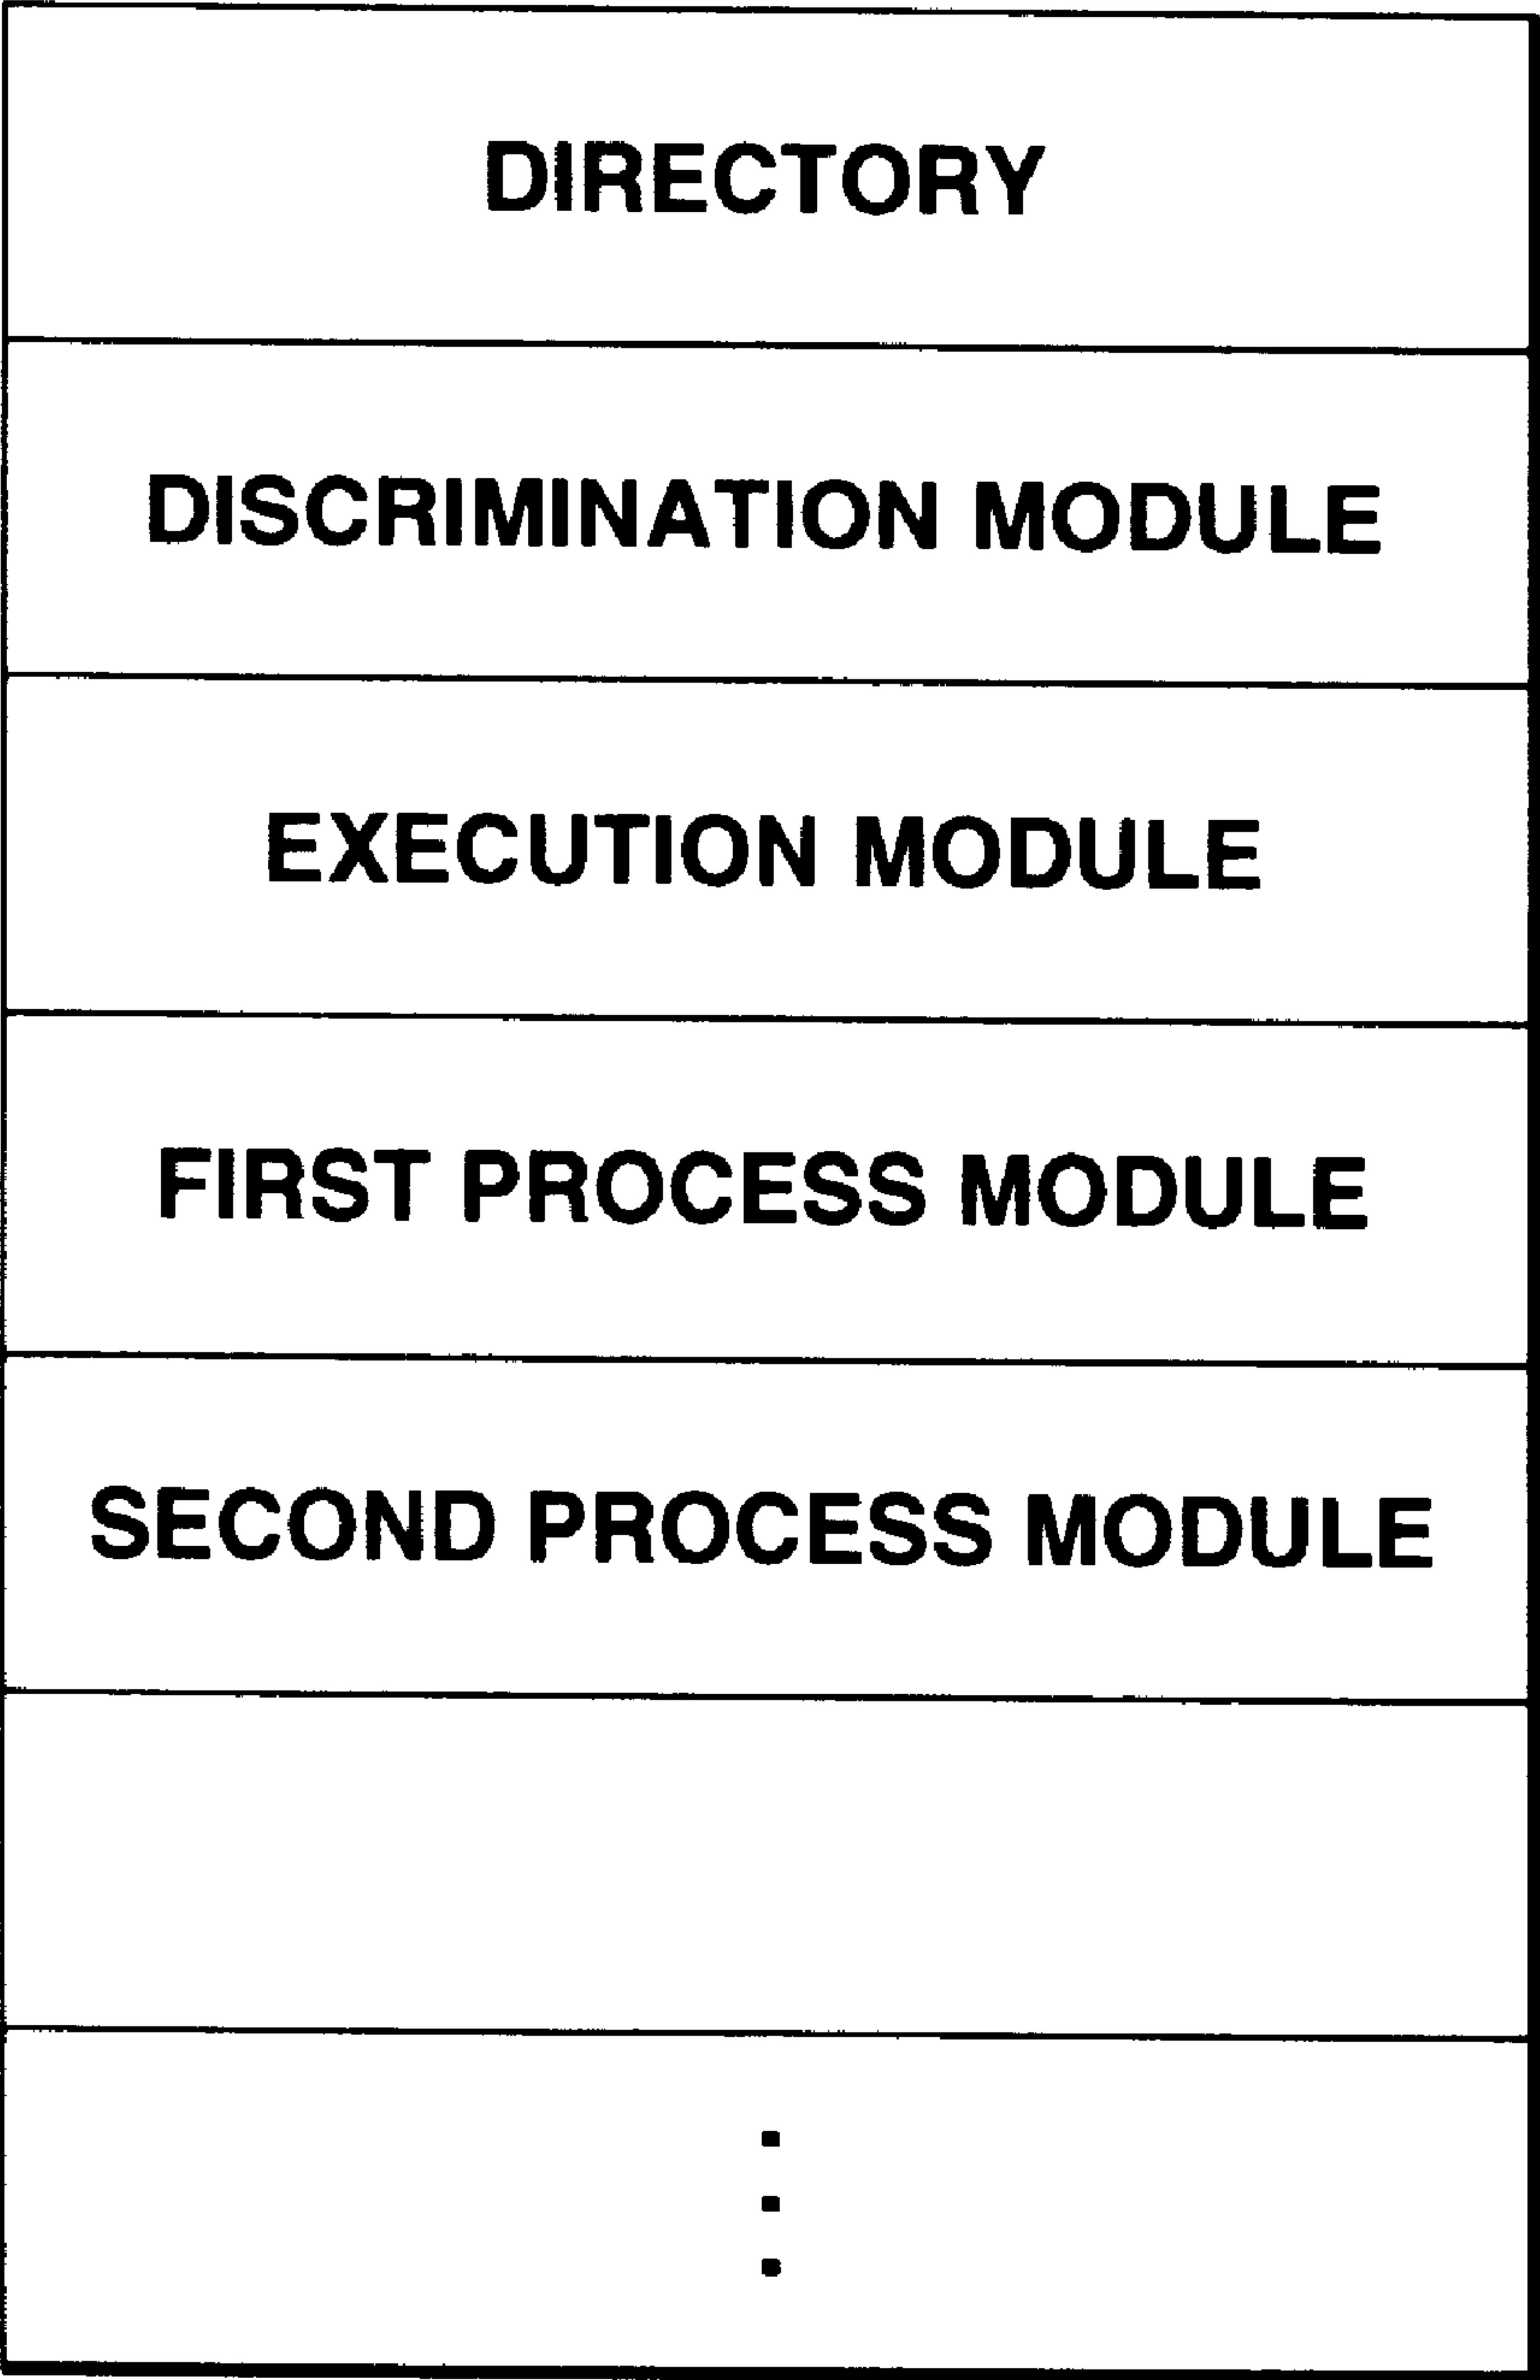 DIRECTORY
DISCRIMINATION MODULE
EXECUTION MODULE
FIRST PROCESS MODULE
SECOND PROCESS MODULE